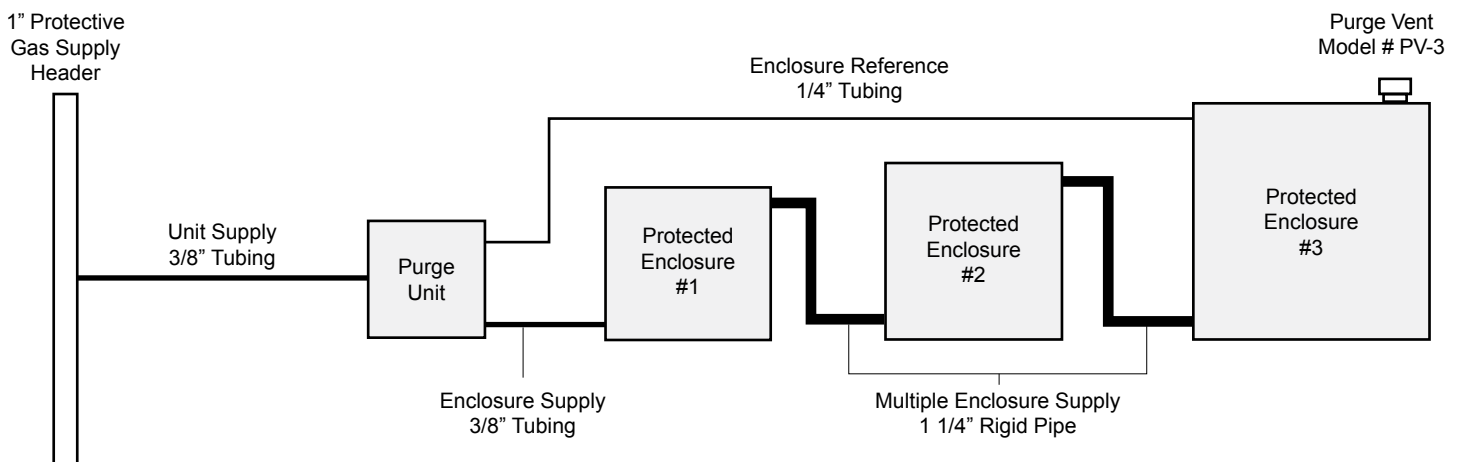 1” Protective
Gas Supply
Header
Purge Vent
Model # PV-3
Enclosure Reference
1/4” Tubing
Unit Supply
3/8” Tubing
Purge
Unit
Protected
Enclosure
#1
Protected
Enclosure
#2
Protected
Enclosure
#3
Enclosure Supply
3/8” Tubing
Multiple Enclosure Supply
1 1/4” Rigid Pipe